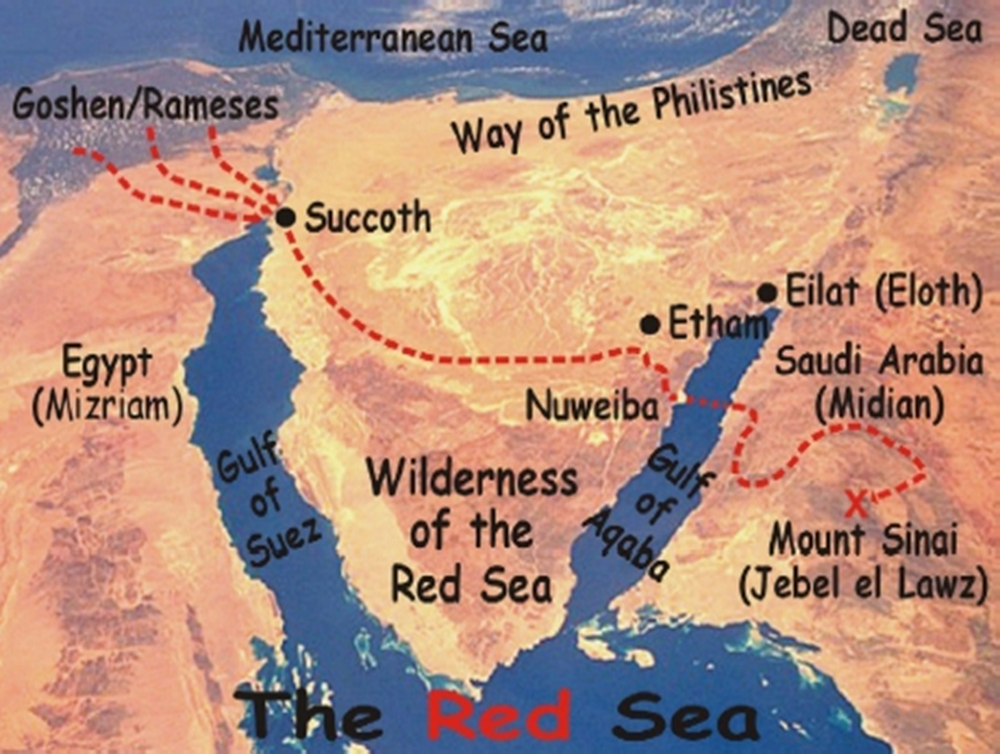 Mediterranean Sea
Dead Sea
Goshen/Rameses
Way of the Philistines
Succoth
Eilat (Eloth)
Etham
Egypt
(Mizriam)
Saudi Arabia
(Midian)
Nuweiba
Gulf
of
Suez
Wilderness
of the
Red Sea
Gulf
of
Aqaba
X
Mount Sinai
(Jebel el Lawz)
The Red Sea